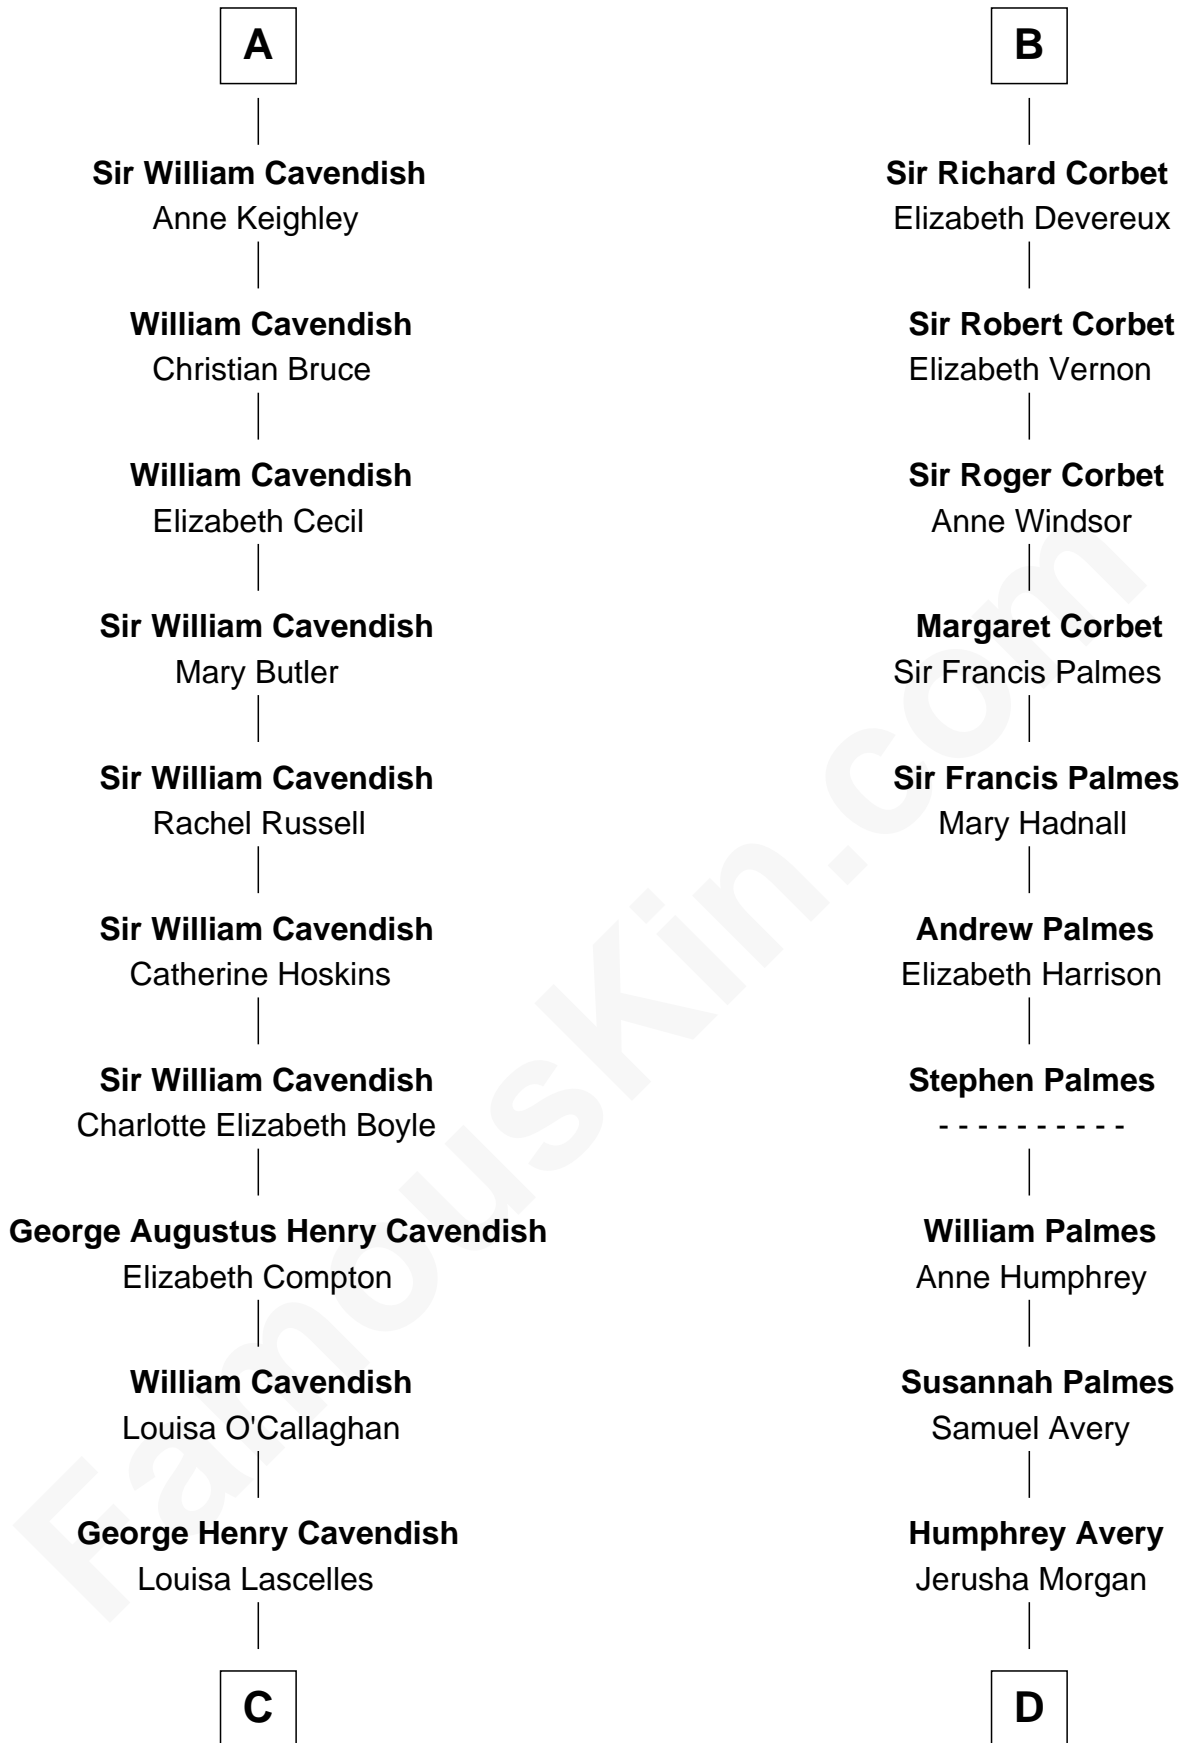 A
Sir William Cavendish
Anne Keighley
William Cavendish
Christian Bruce
William Cavendish
Elizabeth Cecil
Sir William Cavendish
Mary Butler
Sir William Cavendish
Rachel Russell
Sir William Cavendish
Catherine Hoskins
Sir William Cavendish
Charlotte Elizabeth Boyle
George Augustus Henry Cavendish
Elizabeth Compton
William Cavendish
Louisa O'Callaghan
George Henry Cavendish
Louisa Lascelles
C
B
Sir Richard Corbet
Elizabeth Devereux
Sir Robert Corbet
Elizabeth Vernon
Sir Roger Corbet
Anne Windsor
Margaret Corbet
Sir Francis Palmes
Sir Francis Palmes
Mary Hadnall
Andrew Palmes
Elizabeth Harrison
Stephen Palmes
- - - - - - - - - -
William Palmes
Anne Humphrey
Susannah Palmes
Samuel Avery
Humphrey Avery
Jerusha Morgan
D
FamousKin.com